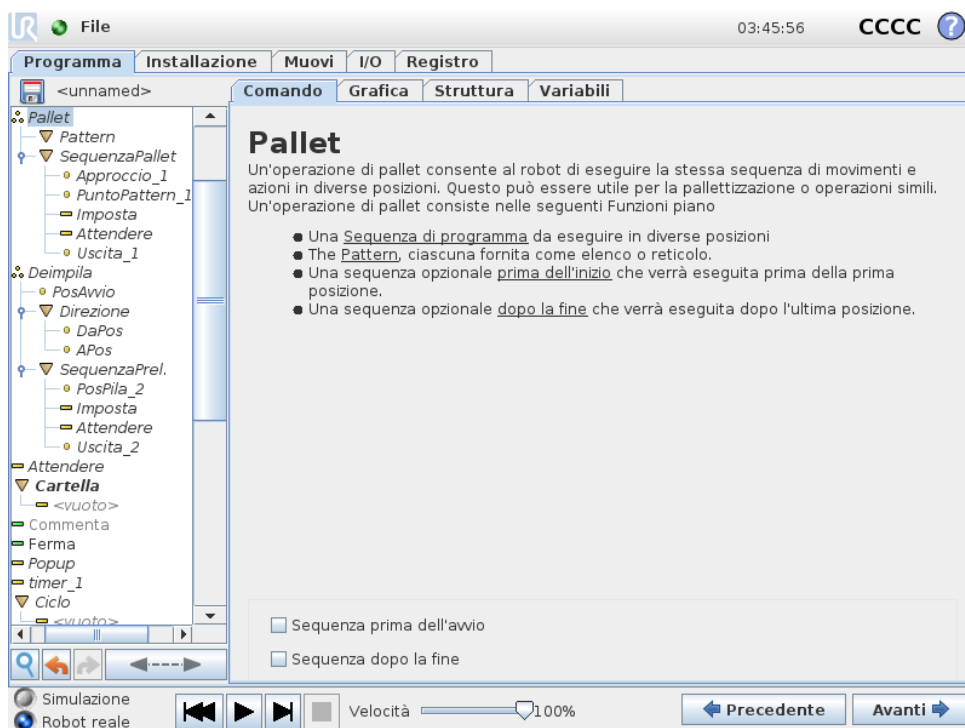 UR File 03:45:56 CCCC ?
Programma Installazione Muovi I/O Registro
<unnamed>
Comando Grafica Struttura Variabili
Pallet
Pattern
SequenzaPallet
Approccio_1
PuntoPattern_1
Imposta
Attendere
Uscita_1
Deimpila
PosAvvio
Direzione
DaPos
APos
SequenzaPrel.
PosPila_2
Imposta
Attendere
Uscita_2
Attendere
Cartella
<vuoto>
Commenta
Ferma
Popup
timer_1
Ciclo
<vuoto>
Pallet
Un'operazione di pallet consente al robot di eseguire la stessa sequenza di movimenti e
azioni in diverse posizioni. Questo può essere utile per la pallettizzazione o operazioni simili.
Un'operazione di pallet consiste nelle seguenti Funzioni piano
● Una Sequenza di programma da eseguire in diverse posizioni
● The Pattern, ciascuna fornita come elenco o reticolo.
● Una sequenza opzionale prima dell'inizio che verrà eseguita prima della prima
posizione.
● Una sequenza opzionale dopo la fine che verrà eseguita dopo l'ultima posizione.
Sequenza prima dell'avvio
Sequenza dopo la fine
Simulazione
Robot reale
Velocità 100%
Precedente Avanti